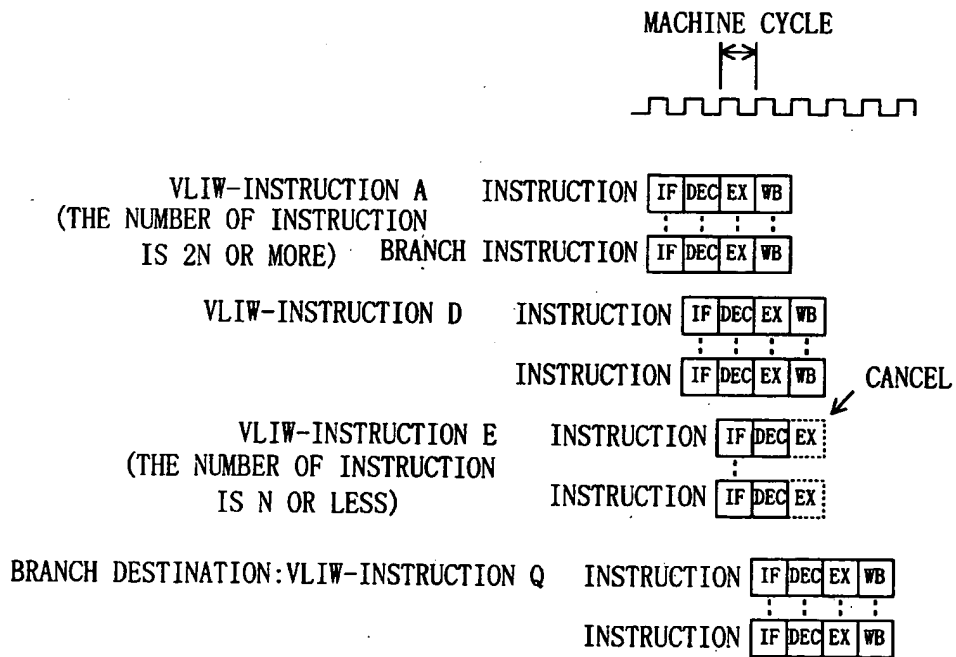 MACHINE CYCLE
VLIW-INSTRUCTION A INSTRUCTION IF DEC EX WB
(THE NUMBER OF INSTRUCTION
IS 2N OR MORE) BRANCH INSTRUCTION IF DEC EX WB
VLIW-INSTRUCTION D INSTRUCTION IF DEC EX WB
INSTRUCTION IF DEC EX WB
CANCEL
VLIW-INSTRUCTION E INSTRUCTION IF DEC EX
(THE NUMBER OF INSTRUCTION
IS N OR LESS) INSTRUCTION IF DEC EX
BRANCH DESTINATION:VLIW-INSTRUCTION Q INSTRUCTION IF DEC EX WB
INSTRUCTION IF DEC EX WB